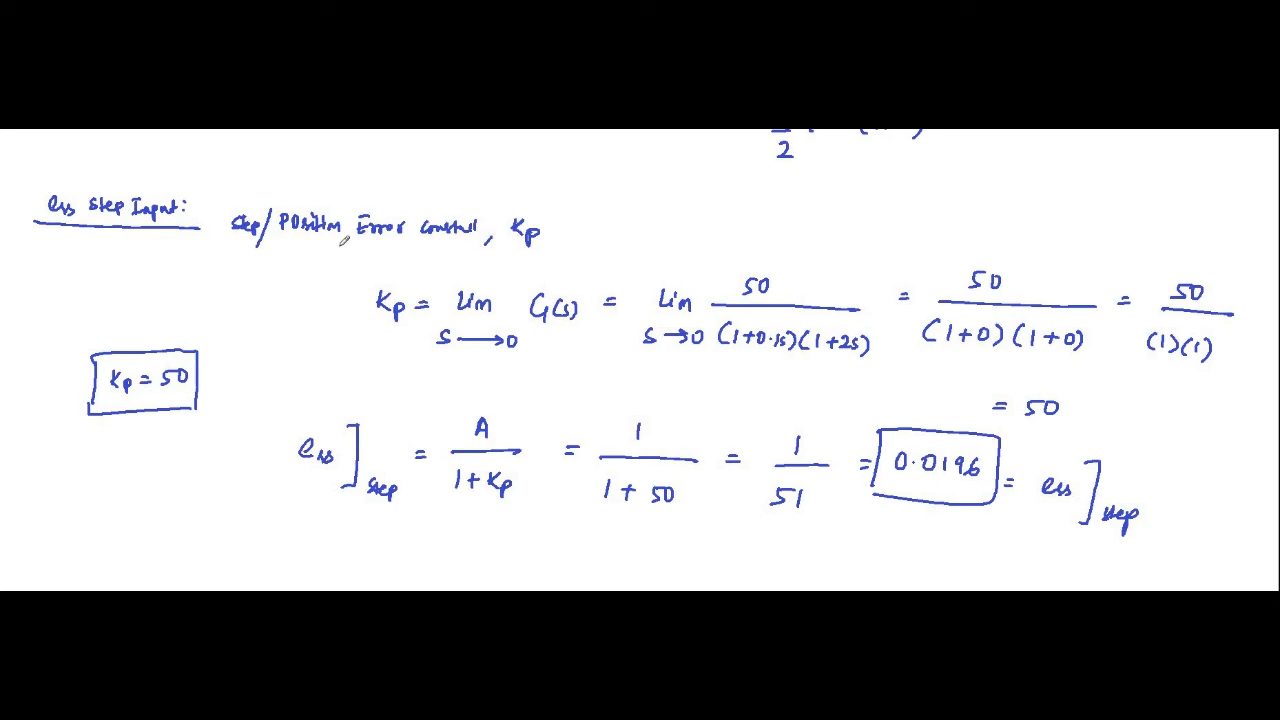 2
ess Step Input: Step/Position Error constant, Kp
Kp = Lim s→0 G(s) = Lim s→0 50/(1+0.1s)(1+2s) = 50/(1+0)(1+0) = 50/(1)(1)
= 50
Kp = 50
ess]step = A/1+Kp = 1/1+50 = 1/51 = 0.0196 = ess]step